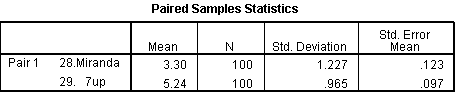 Paired Samples Statistics
Mean N Std. Deviation Std. Error Mean
Pair 1 28.Miranda 3.30 100 1.227 .123
29. 7up 5.24 100 .965 .097